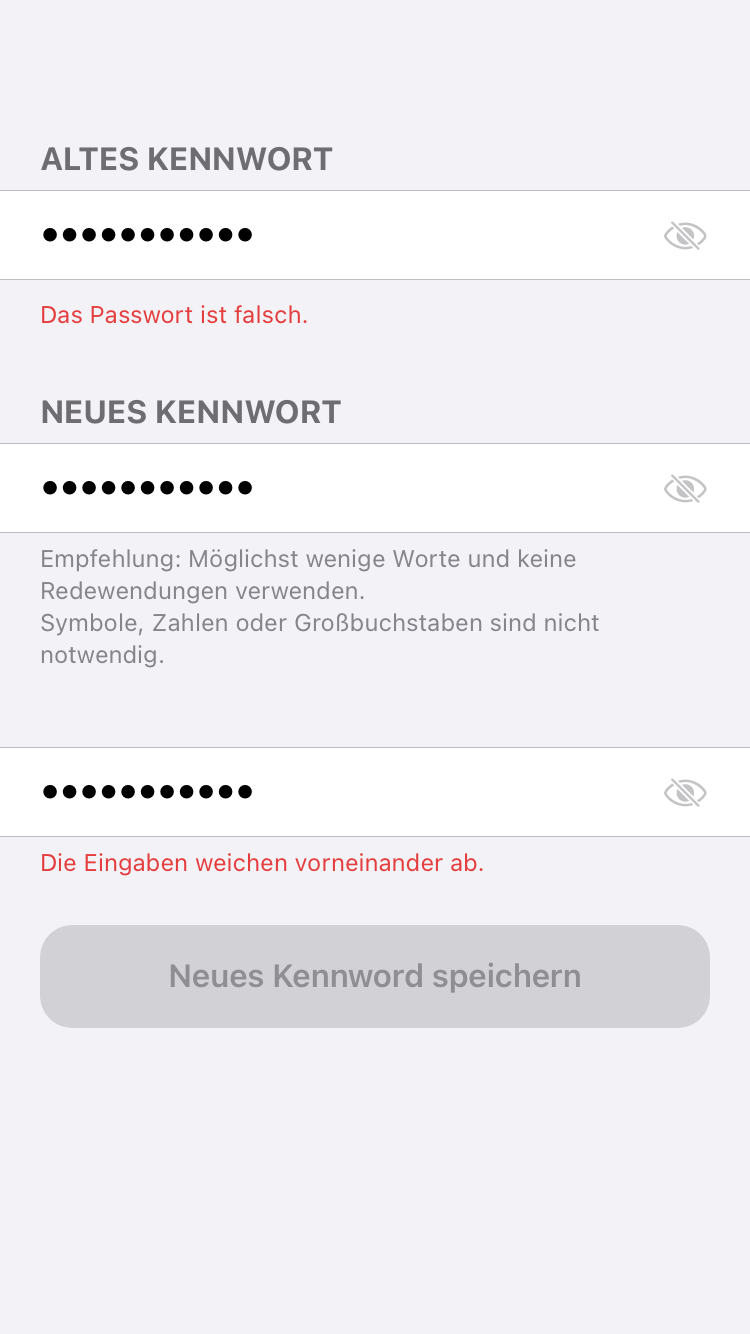 ALTES KENNWORT
•••••••••••
Das Passwort ist falsch.
NEUES KENNWORT
•••••••••••
Empfehlung: Möglichst wenige Worte und keine
Redewendungen verwenden.
Symbole, Zahlen oder Großbuchstaben sind nicht
notwendig.
•••••••••••
Die Eingaben weichen vorneinander ab.
Neues Kennword speichern